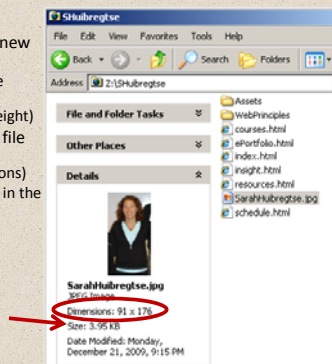 new
e
eight)
file
ons)
in the
SHuibregtse
File Edit View Favorites Tools Help
Back Search Folders
Address Z:\SHuibregtse
File and Folder Tasks
Other Places
Details
SarahHuibregtse.jpg
JPEG Image
Dimensions: 91 x 176
Size: 3.95 KB
Date Modified: Monday,
December 21, 2009, 9:15 PM
Assets
WebPrinciples
courses.html
ePortfolio.html
index.html
insight.html
resources.html
SarahHuibregtse.jpg
schedule.html